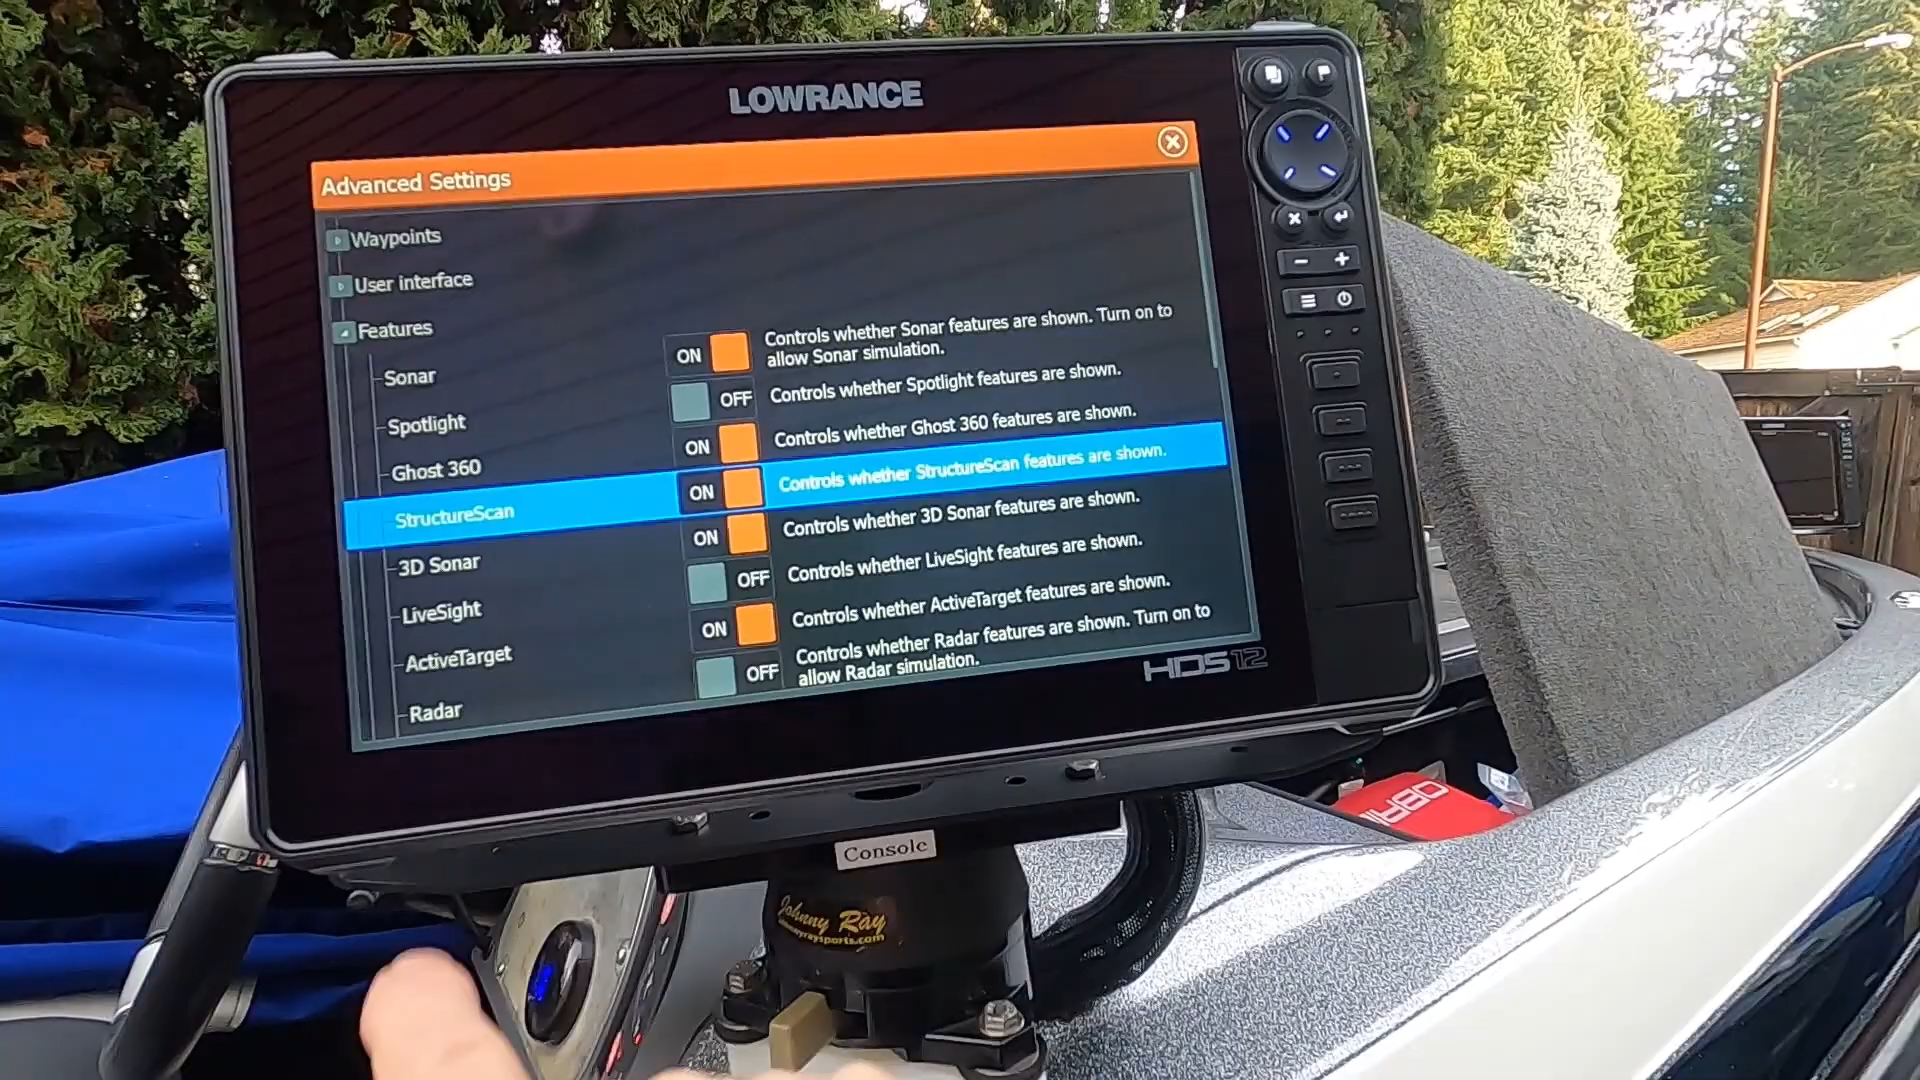 LOWRANCE
Advanced Settings
Waypoints
User interface
Features
Sonar ON Controls whether Sonar features are shown. Turn on to
allow Sonar simulation.
Spotlight OFF Controls whether Spotlight features are shown.
Ghost 360 ON Controls whether Ghost 360 features are shown.
StructureScan ON Controls whether StructureScan features are shown.
3D Sonar ON Controls whether 3D Sonar features are shown.
LiveSight OFF Controls whether LiveSight features are shown.
ActiveTarget ON Controls whether ActiveTarget features are shown.
Radar OFF Controls whether Radar features are shown. Turn on to
allow Radar simulation.
HDS 12
Console
Johnny Ray